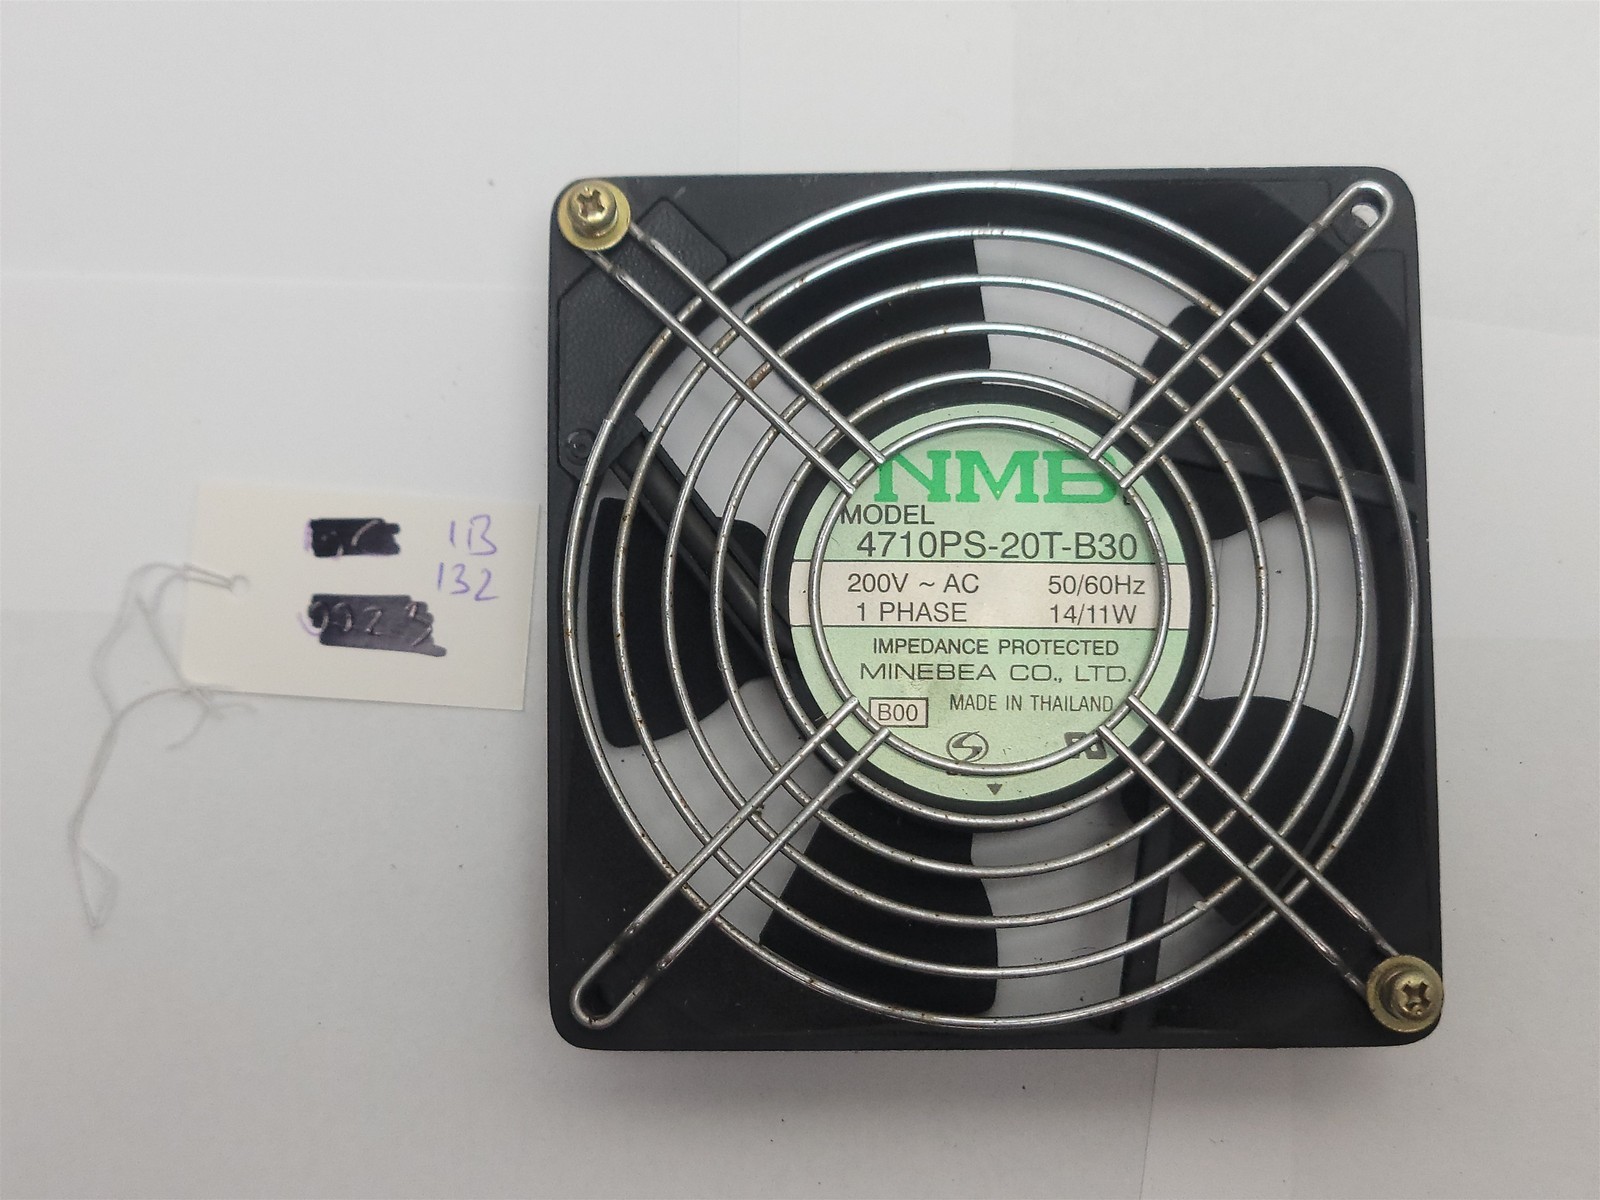 1B
132
NMB
MODEL
4710PS-20T-B30
200V ~ AC 50/60Hz
1 PHASE 14/11W
IMPEDANCE PROTECTED
MINEBEA CO., LTD.
B00 MADE IN THAILAND